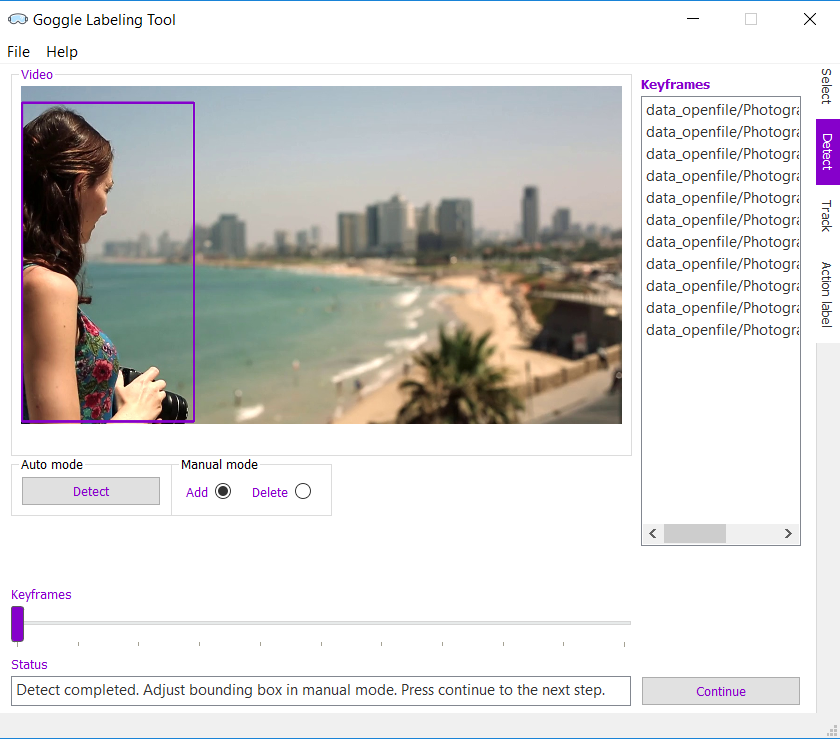 Goggle Labeling Tool
File Help
Video
Keyframes
data_openfile/Photogra
data_openfile/Photogra
data_openfile/Photogra
data_openfile/Photogra
data_openfile/Photogra
data_openfile/Photogra
data_openfile/Photogra
data_openfile/Photogra
data_openfile/Photogra
data_openfile/Photogra
data_openfile/Photogra
Select
Detect
Track
Action label
Auto mode
Detect
Manual mode
Add Delete
Keyframes
Status
Detect completed. Adjust bounding box in manual mode. Press continue to the next step.
Continue